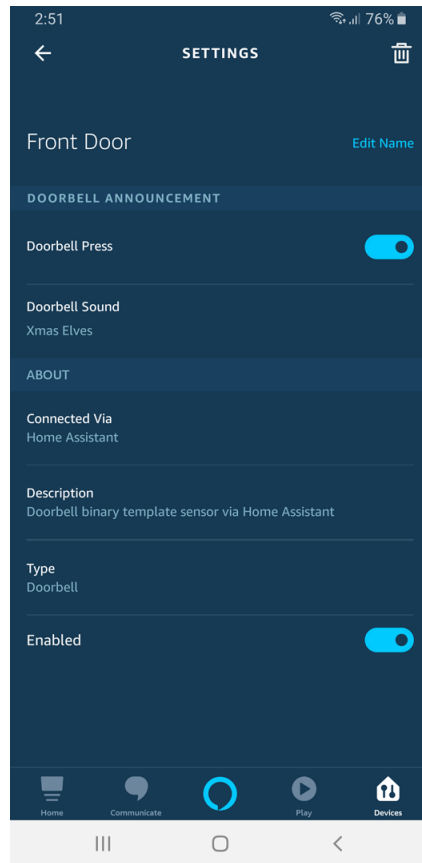 2:51 76%
SETTINGS
Front Door Edit Name
DOORBELL ANNOUNCEMENT
Doorbell Press
Doorbell Sound
Xmas Elves
ABOUT
Connected Via
Home Assistant
Description
Doorbell binary template sensor via Home Assistant
Type
Doorbell
Enabled
Home Communicate Play Devices